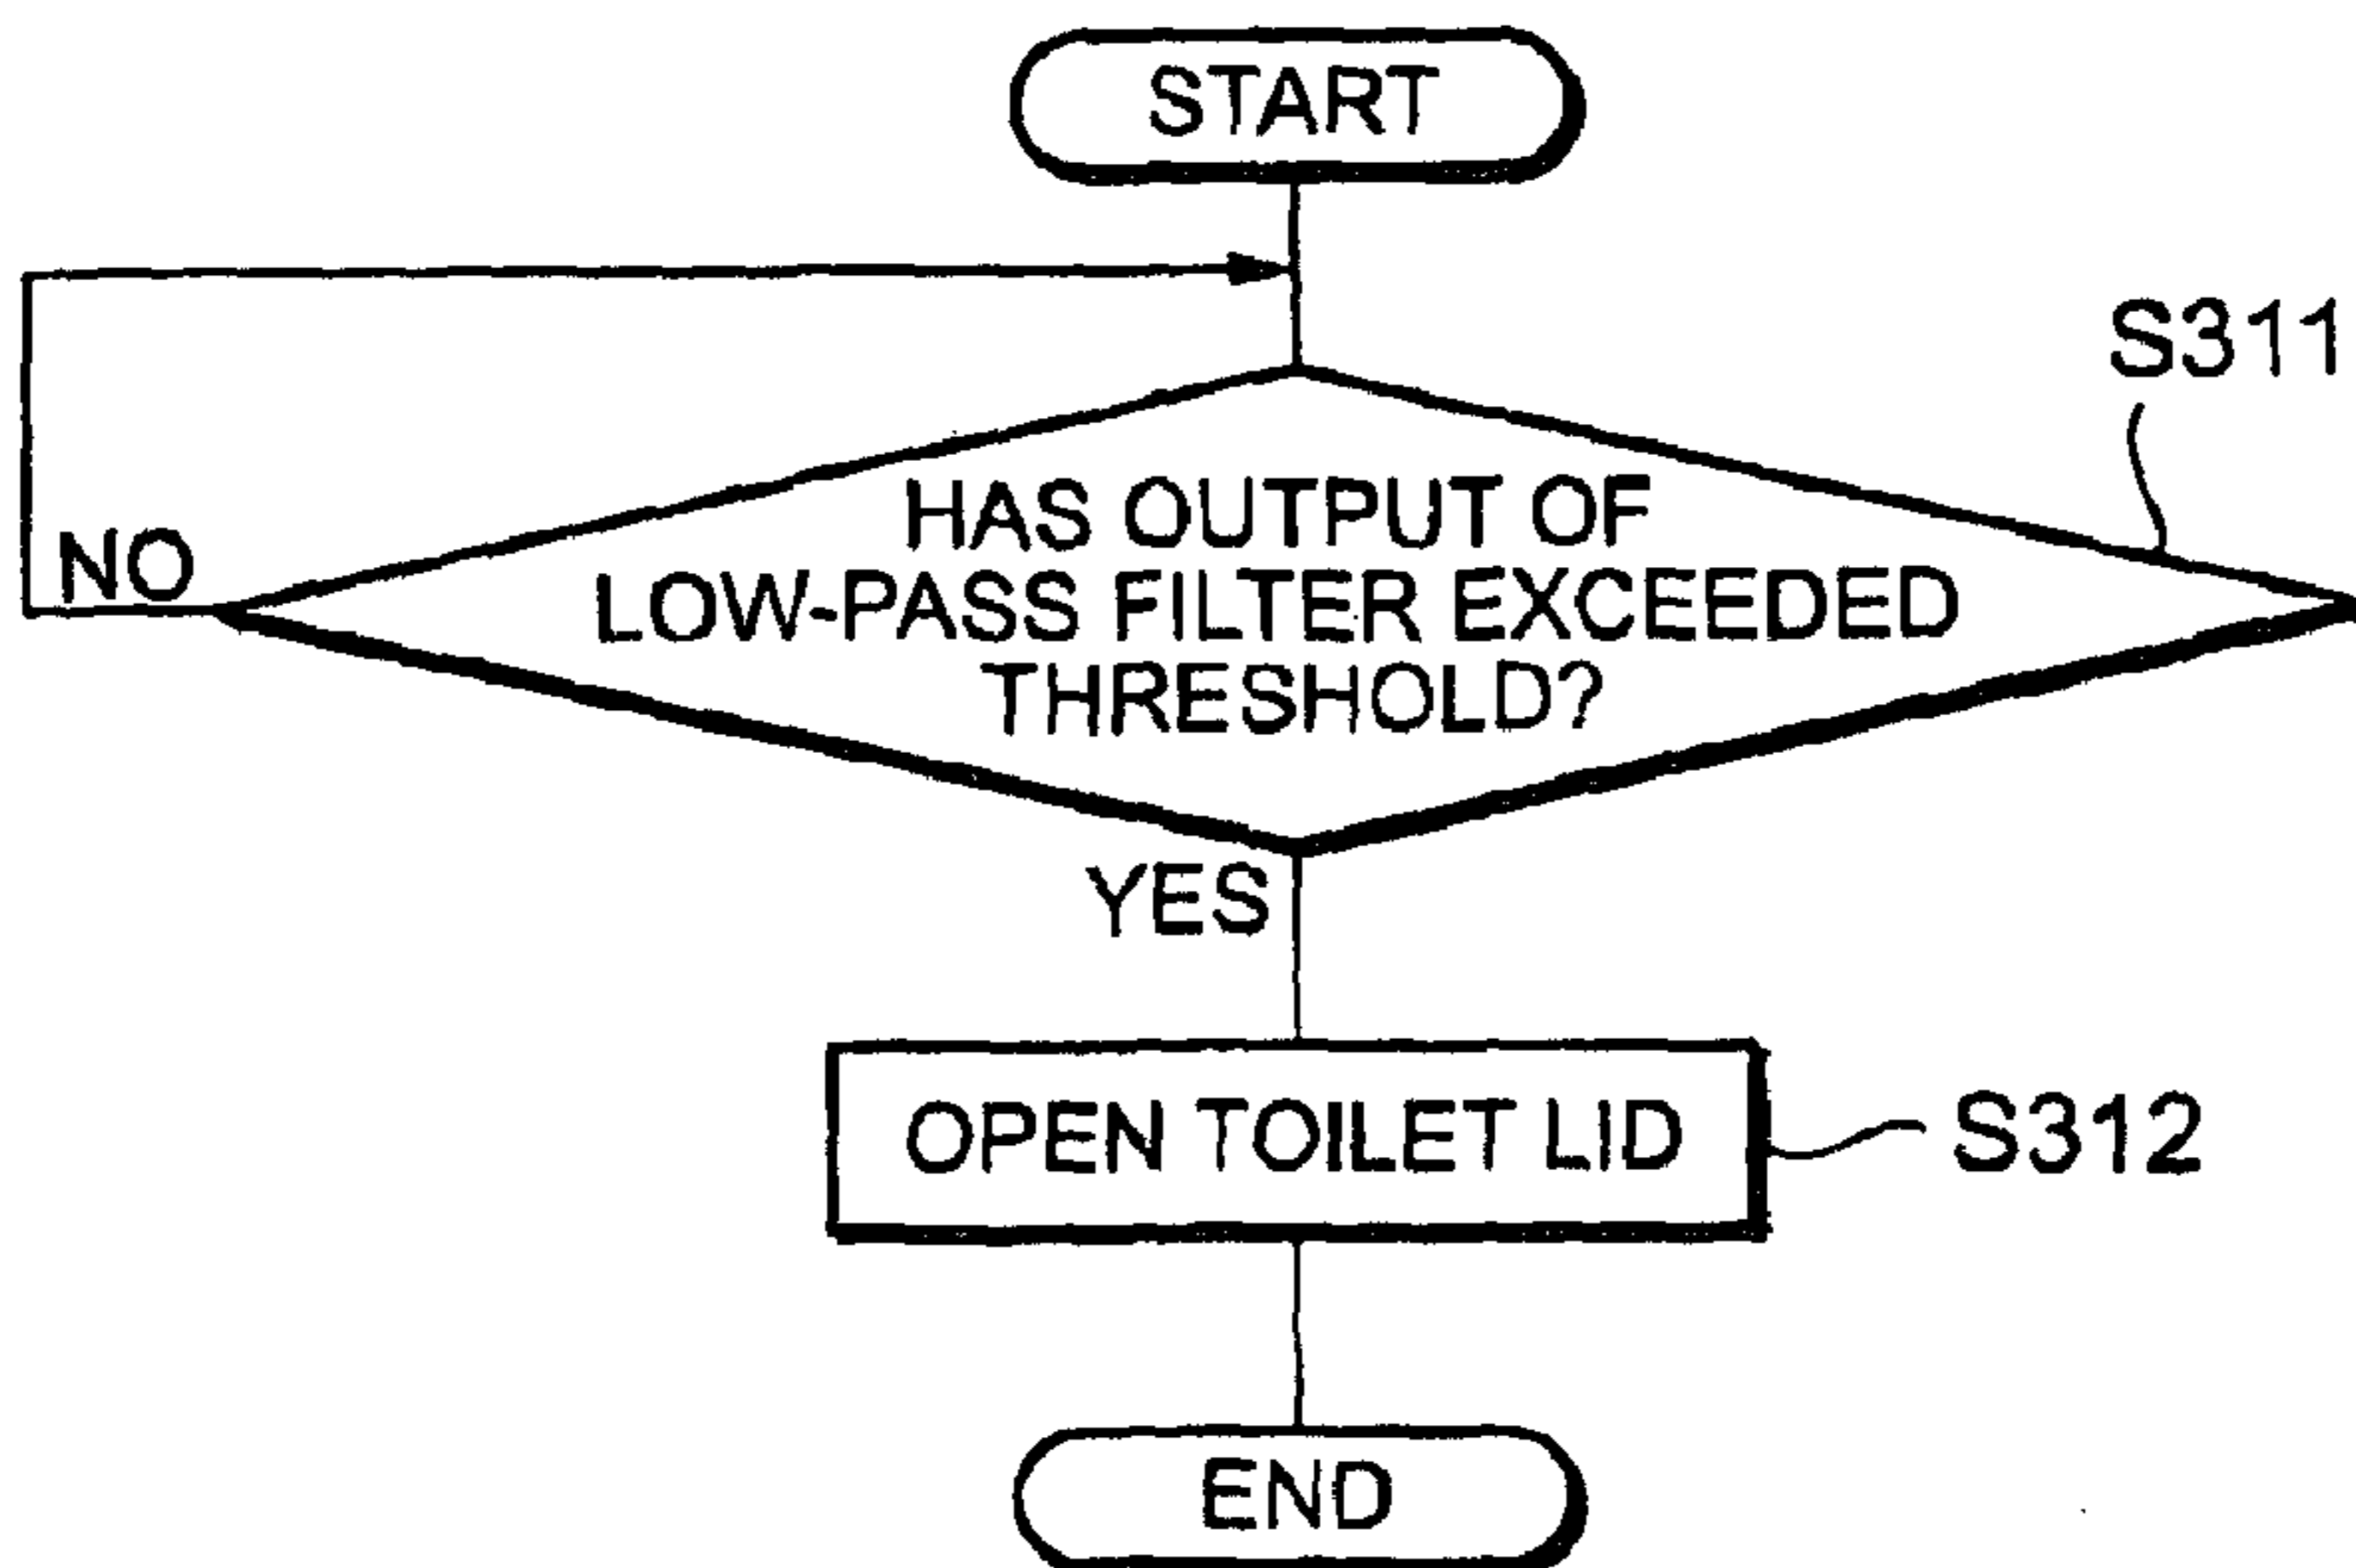 START
S311
HAS OUTPUT OF
LOW-PASS FILTER EXCEEDED
THRESHOLD?
NO
YES
OPEN TOILET LID
S312
END